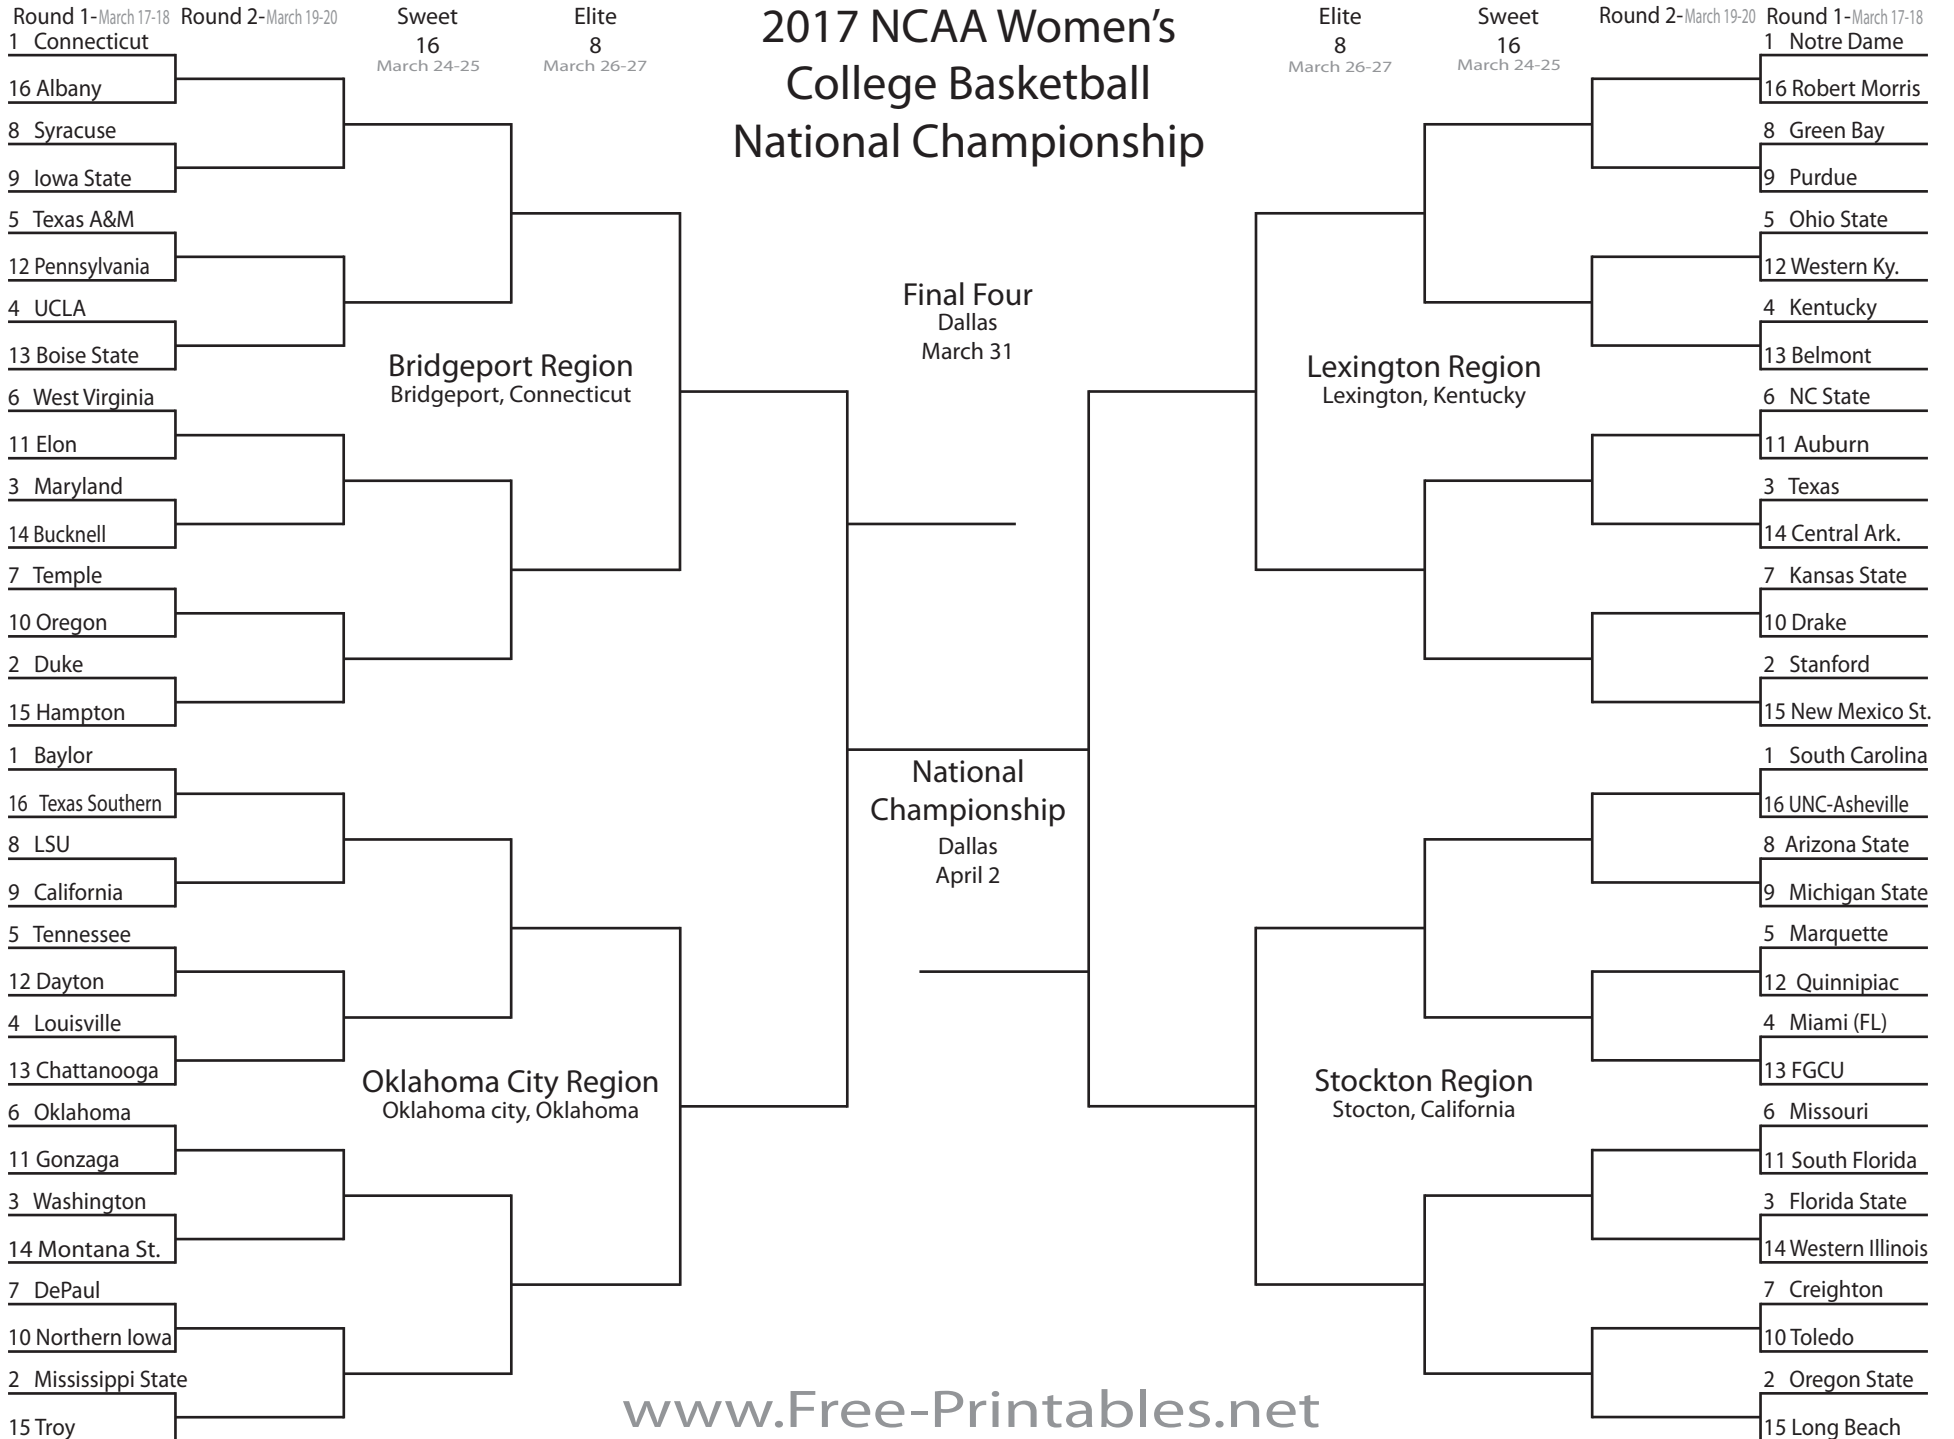 Round 1-March 17-18 Round 2-March 19-20
Sweet
16
March 24-25
Elite
8
March 26-27
2017 NCAA Women's
College Basketball
National Championship
Elite
8
March 26-27
Sweet
16
March 24-25
Round 2-March 19-20 Round 1-March 17-18
1 Connecticut
16 Albany
8 Syracuse
9 Iowa State
5 Texas A&M
12 Pennsylvania
4 UCLA
13 Boise State
6 West Virginia
11 Elon
3 Maryland
14 Bucknell
7 Temple
10 Oregon
2 Duke
15 Hampton
Bridgeport Region
Bridgeport, Connecticut
1 Baylor
16 Texas Southern
8 LSU
9 California
5 Tennessee
12 Dayton
4 Louisville
13 Chattanooga
6 Oklahoma
11 Gonzaga
3 Washington
14 Montana St.
7 DePaul
10 Northern Iowa
2 Mississippi State
15 Troy
Oklahoma City Region
Oklahoma city, Oklahoma
Final Four
Dallas
March 31
National
Championship
Dallas
April 2
Lexington Region
Lexington, Kentucky
1 Notre Dame
16 Robert Morris
8 Green Bay
9 Purdue
5 Ohio State
12 Western Ky.
4 Kentucky
13 Belmont
6 NC State
11 Auburn
3 Texas
14 Central Ark.
7 Kansas State
10 Drake
2 Stanford
15 New Mexico St.
Stockton Region
Stocton, California
1 South Carolina
16 UNC-Asheville
8 Arizona State
9 Michigan State
5 Marquette
12 Quinnipiac
4 Miami (FL)
13 FGCU
6 Missouri
11 South Florida
3 Florida State
14 Western Illinois
7 Creighton
10 Toledo
2 Oregon State
15 Long Beach
www.Free-Printables.net